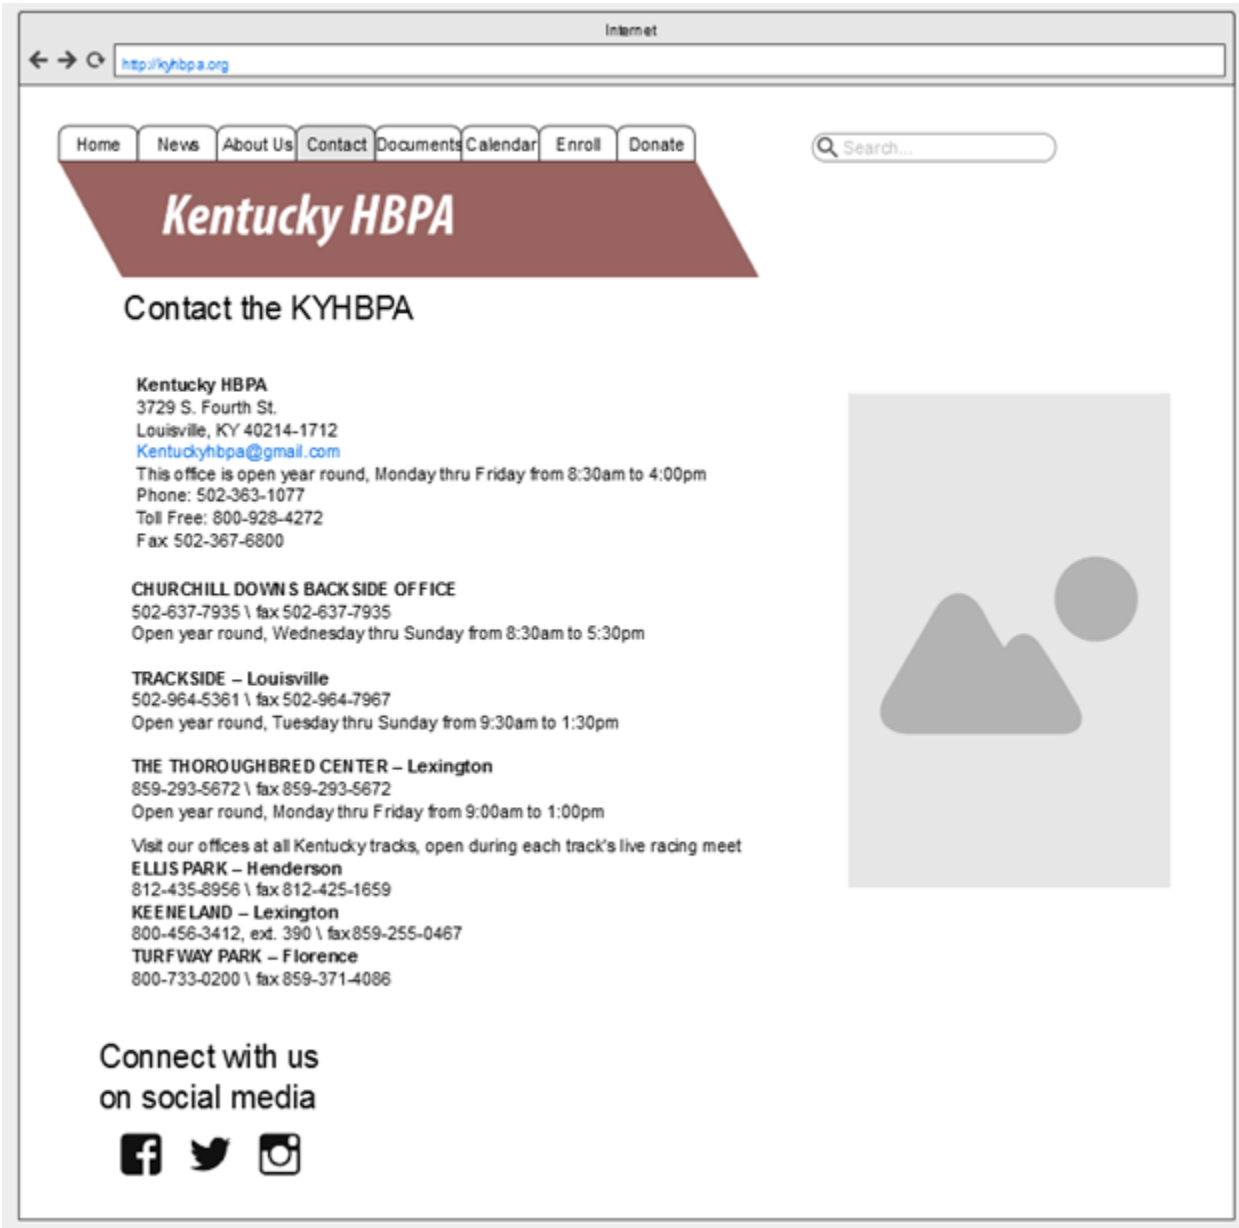 Internet
http://kyhbpa.org
Home News About Us Contact Documents Calendar Enroll Donate Search...
Kentucky HBPA
Contact the KYHBPA
Kentucky HBPA
3729 S. Fourth St.
Louisville, KY 40214-1712
Kentuckyhbpa@gmail.com
This office is open year round, Monday thru Friday from 8:30am to 4:00pm
Phone: 502-363-1077
Toll Free: 800-928-4272
Fax 502-367-6800
CHURCHILL DOWNS BACKSIDE OFFICE
502-637-7935 \ fax 502-637-7935
Open year round, Wednesday thru Sunday from 8:30am to 5:30pm
TRACKSIDE – Louisville
502-964-5361 \ fax 502-964-7967
Open year round, Tuesday thru Sunday from 9:30am to 1:30pm
THE THOROUGHBRED CENTER – Lexington
859-293-5672 \ fax 859-293-5672
Open year round, Monday thru Friday from 9:00am to 1:00pm
Visit our offices at all Kentucky tracks, open during each track's live racing meet
ELLIS PARK – Henderson
812-435-8956 \ fax 812-425-1659
KEENELAND – Lexington
800-456-3412, ext. 390 \ fax 859-255-0467
TURFWAY PARK – Florence
800-733-0200 \ fax 859-371-4086
Connect with us
on social media